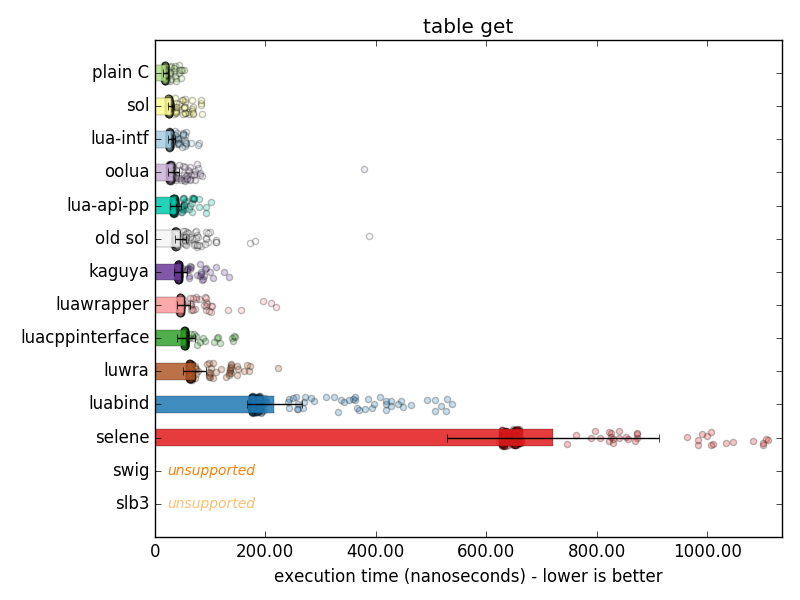 table get
plain C
sol
lua-intf
oolua
lua-api-pp
old sol
kaguya
luawrapper
luacppinterface
luwra
luabind
selene
swig unsupported
slb3 unsupported
0 200.00 400.00 600.00 800.00 1000.00
execution time (nanoseconds) - lower is better